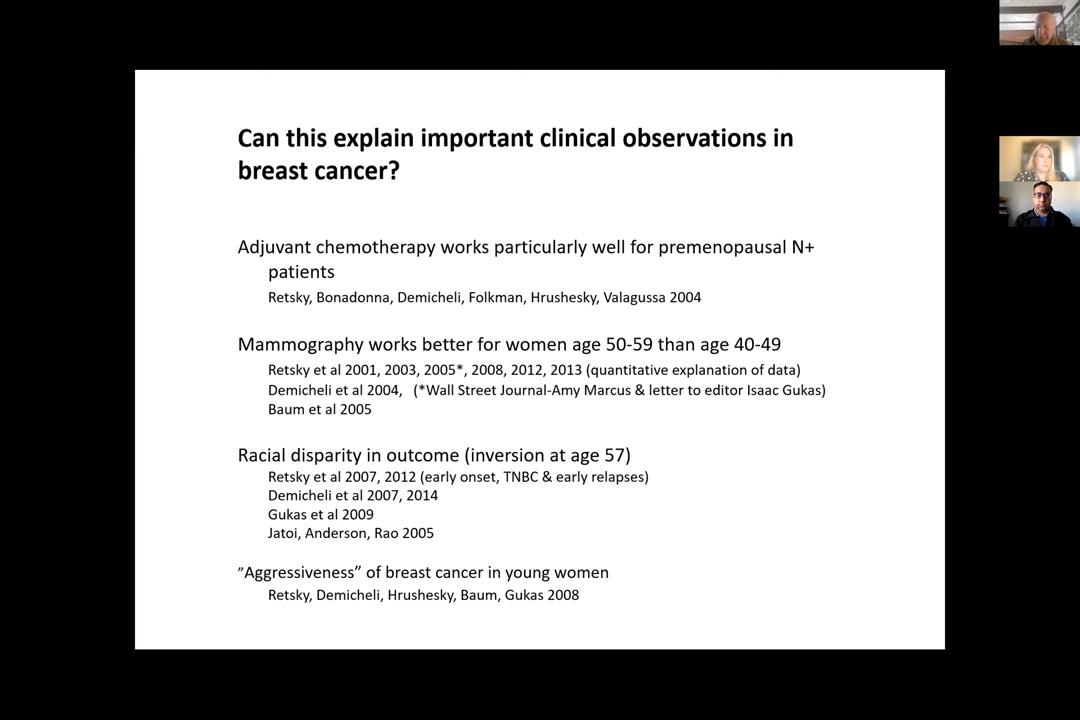 Can this explain important clinical observations in
breast cancer?
Adjuvant chemotherapy works particularly well for premenopausal N+
patients
Retsky, Bonadonna, Demicheli, Folkman, Hrushesky, Valagussa 2004
Mammography works better for women age 50-59 than age 40-49
Retsky et al 2001, 2003, 2005*, 2008, 2012, 2013 (quantitative explanation of data)
Demicheli et al 2004, (*Wall Street Journal-Amy Marcus & letter to editor Isaac Gukas)
Baum et al 2005
Racial disparity in outcome (inversion at age 57)
Retsky et al 2007, 2012 (early onset, TNBC & early relapses)
Demicheli et al 2007, 2014
Gukas et al 2009
Jatoi, Anderson, Rao 2005
”Aggressiveness” of breast cancer in young women
Retsky, Demicheli, Hrushesky, Baum, Gukas 2008